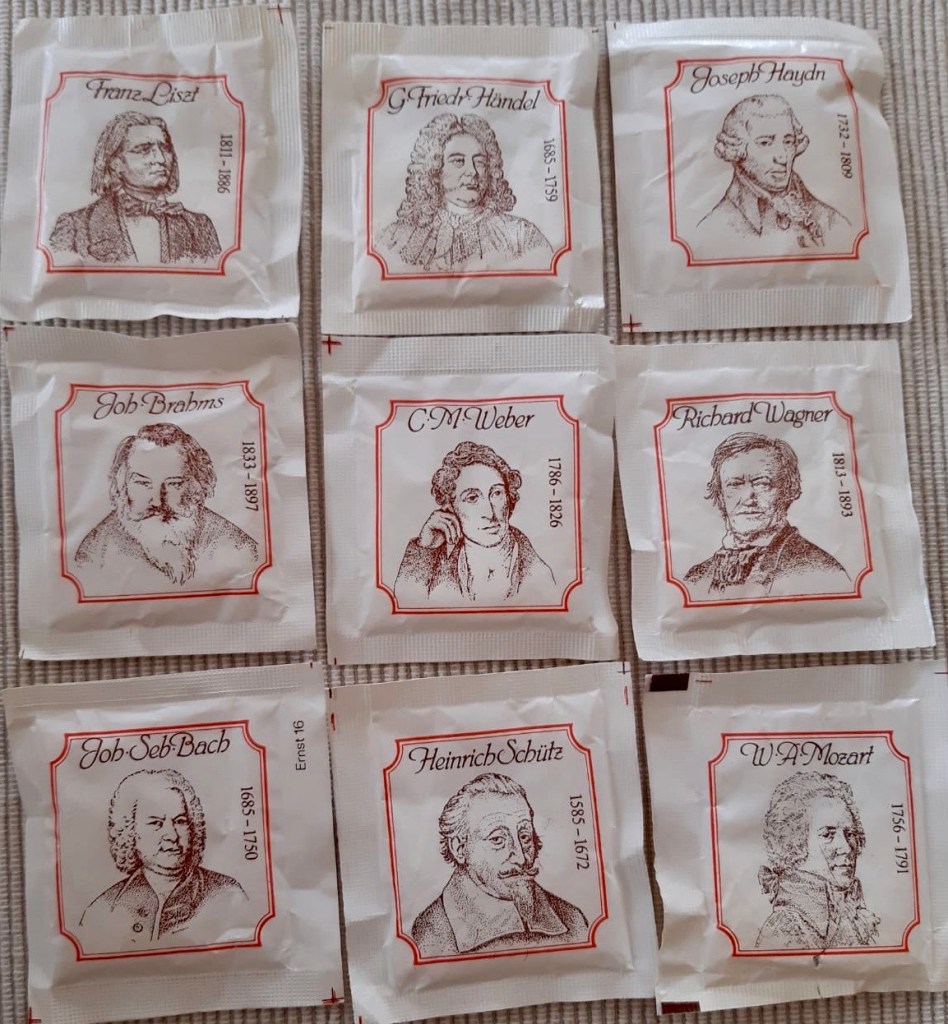 Franz Liszt
1811 - 1886
G. Friedr. Händel
1685 - 1759
Joseph Haydn
1732 - 1809
Joh. Brahms
1833 - 1897
C. M. Weber
1786 - 1826
Richard Wagner
1813 - 1893
Joh. Seb. Bach
1685 - 1750
Ernst 16
Heinrich Schütz
1585 - 1672
W. A. Mozart
1756 - 1791